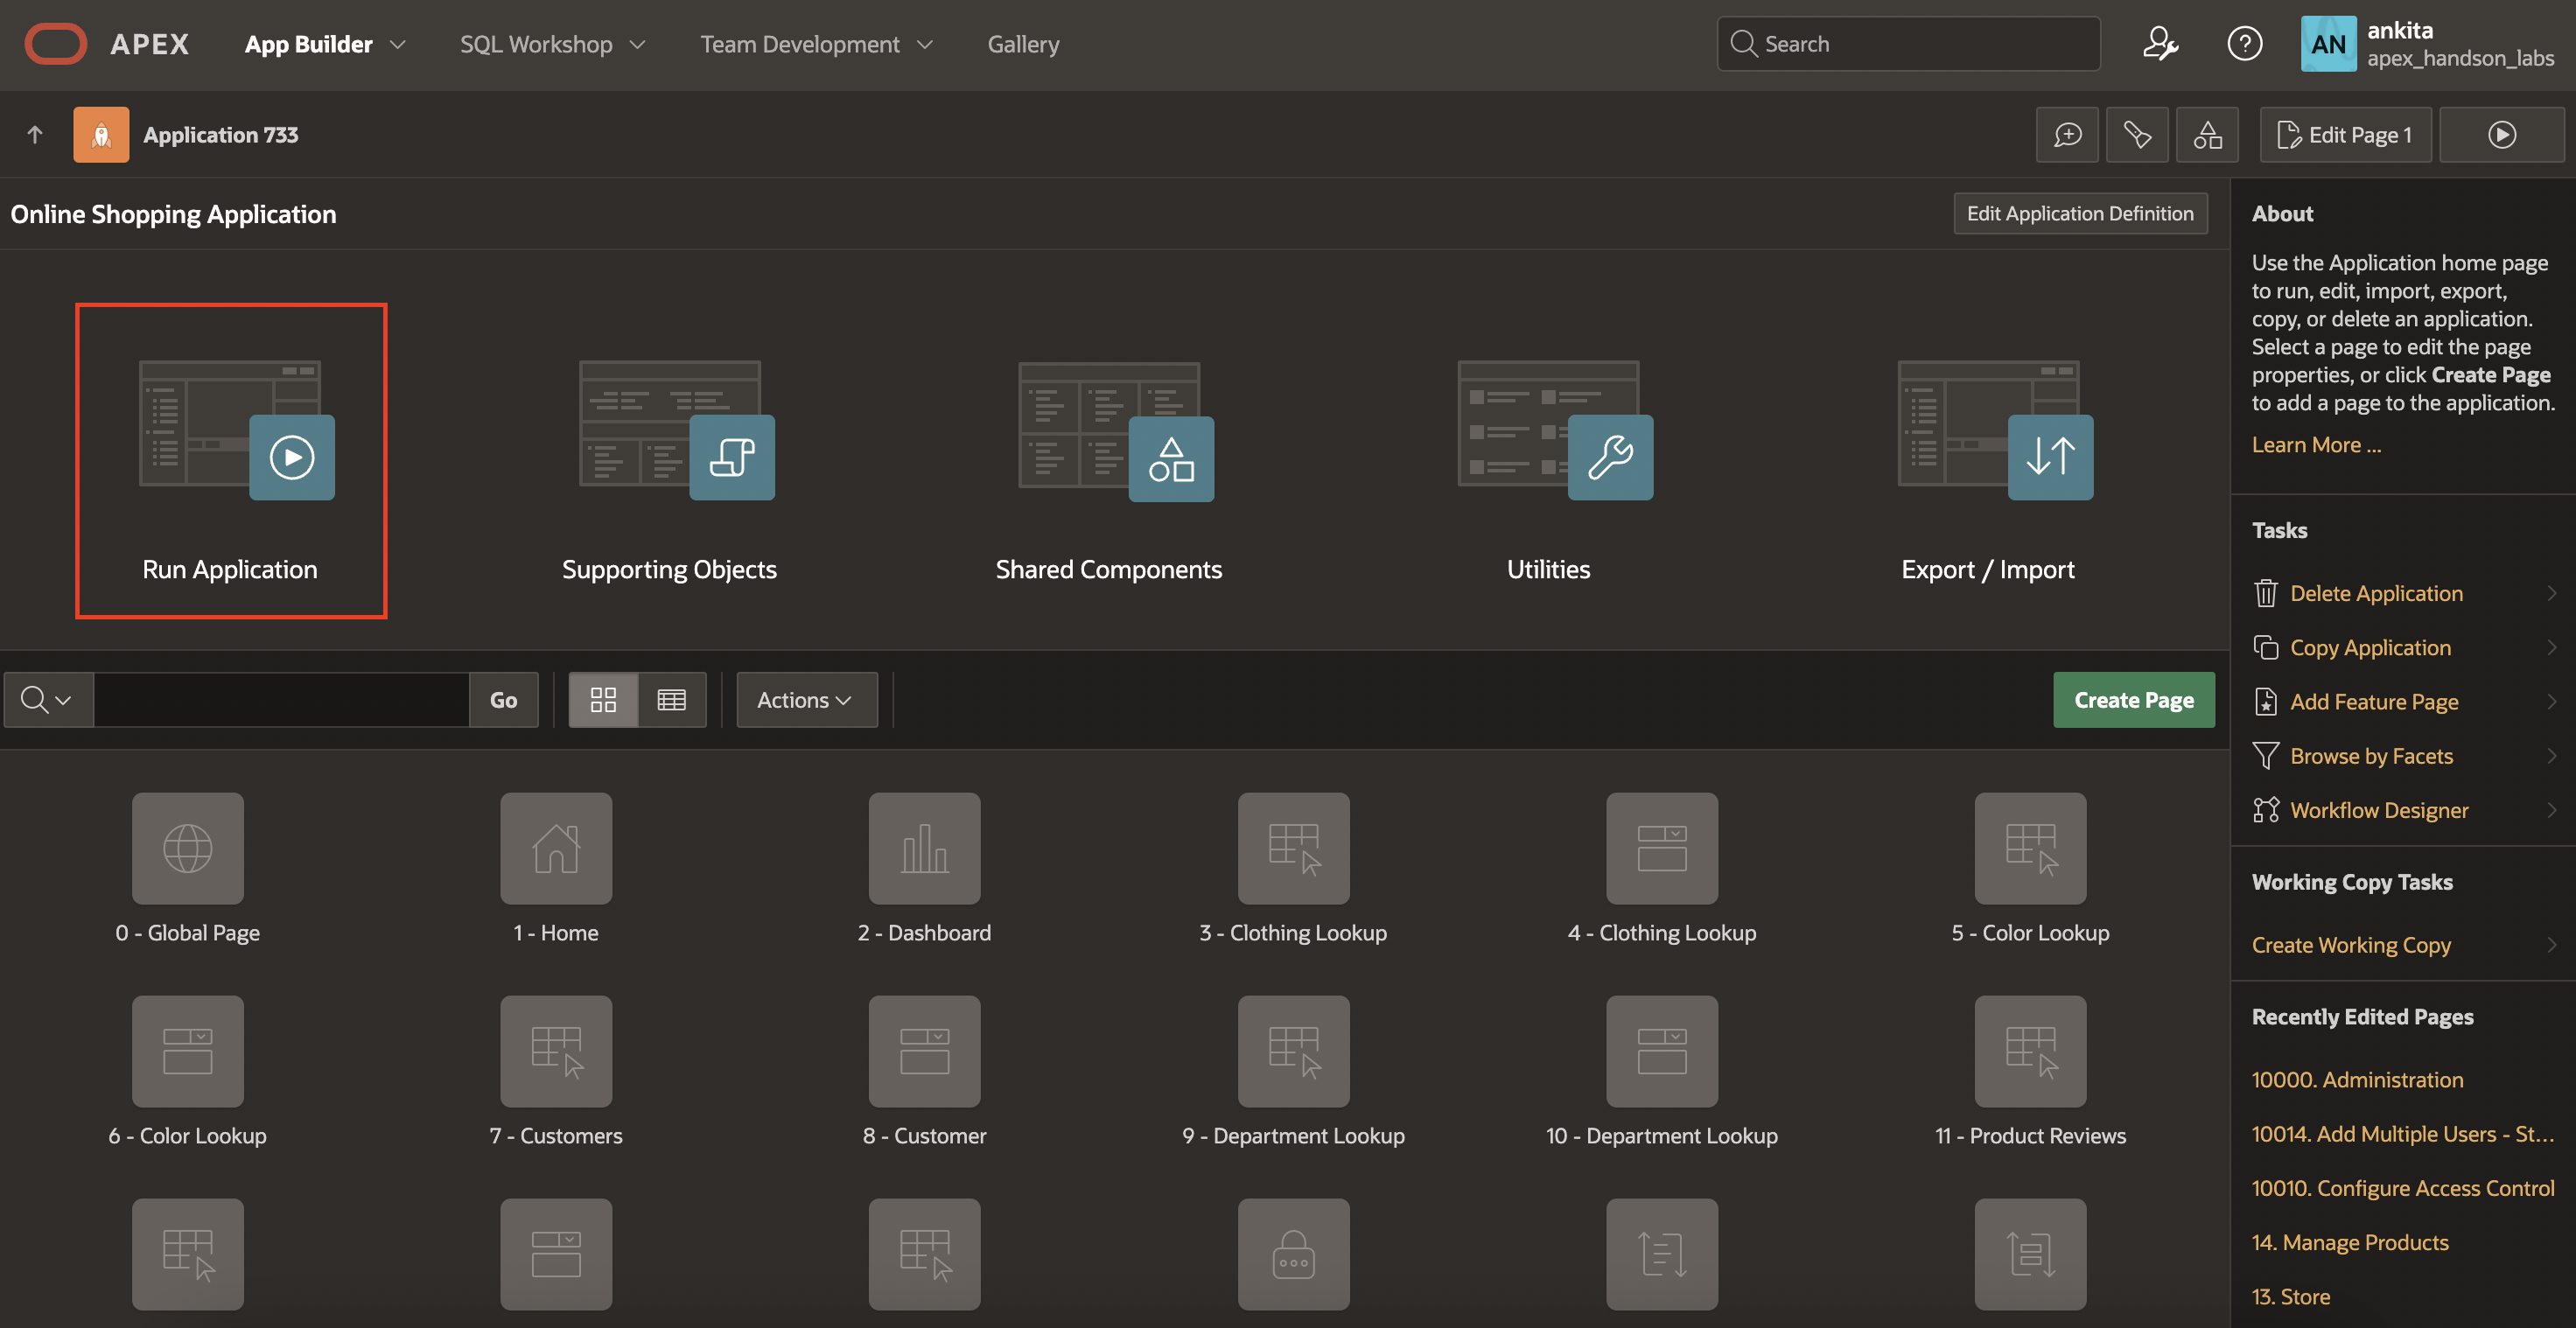 APEX
App Builder
SQL Workshop
Team Development
Gallery
Search
AN
ankita
apex_handson_labs
Application 733
Edit Page 1
Online Shopping Application
Edit Application Definition
Run Application
Supporting Objects
Shared Components
Utilities
Export / Import
Go
Actions
Create Page
0 - Global Page
1 - Home
2 - Dashboard
3 - Clothing Lookup
4 - Clothing Lookup
5 - Color Lookup
6 - Color Lookup
7 - Customers
8 - Customer
9 - Department Lookup
10 - Department Lookup
11 - Product Reviews
About
Use the Application home page
to run, edit, import, export,
copy, or delete an application.
Select a page to edit the page
properties, or click Create Page
to add a page to the application.
Learn More ...
Tasks
Delete Application
Copy Application
Add Feature Page
Browse by Facets
Workflow Designer
Working Copy Tasks
Create Working Copy
Recently Edited Pages
10000. Administration
10014. Add Multiple Users - St...
10010. Configure Access Control
14. Manage Products
13. Store